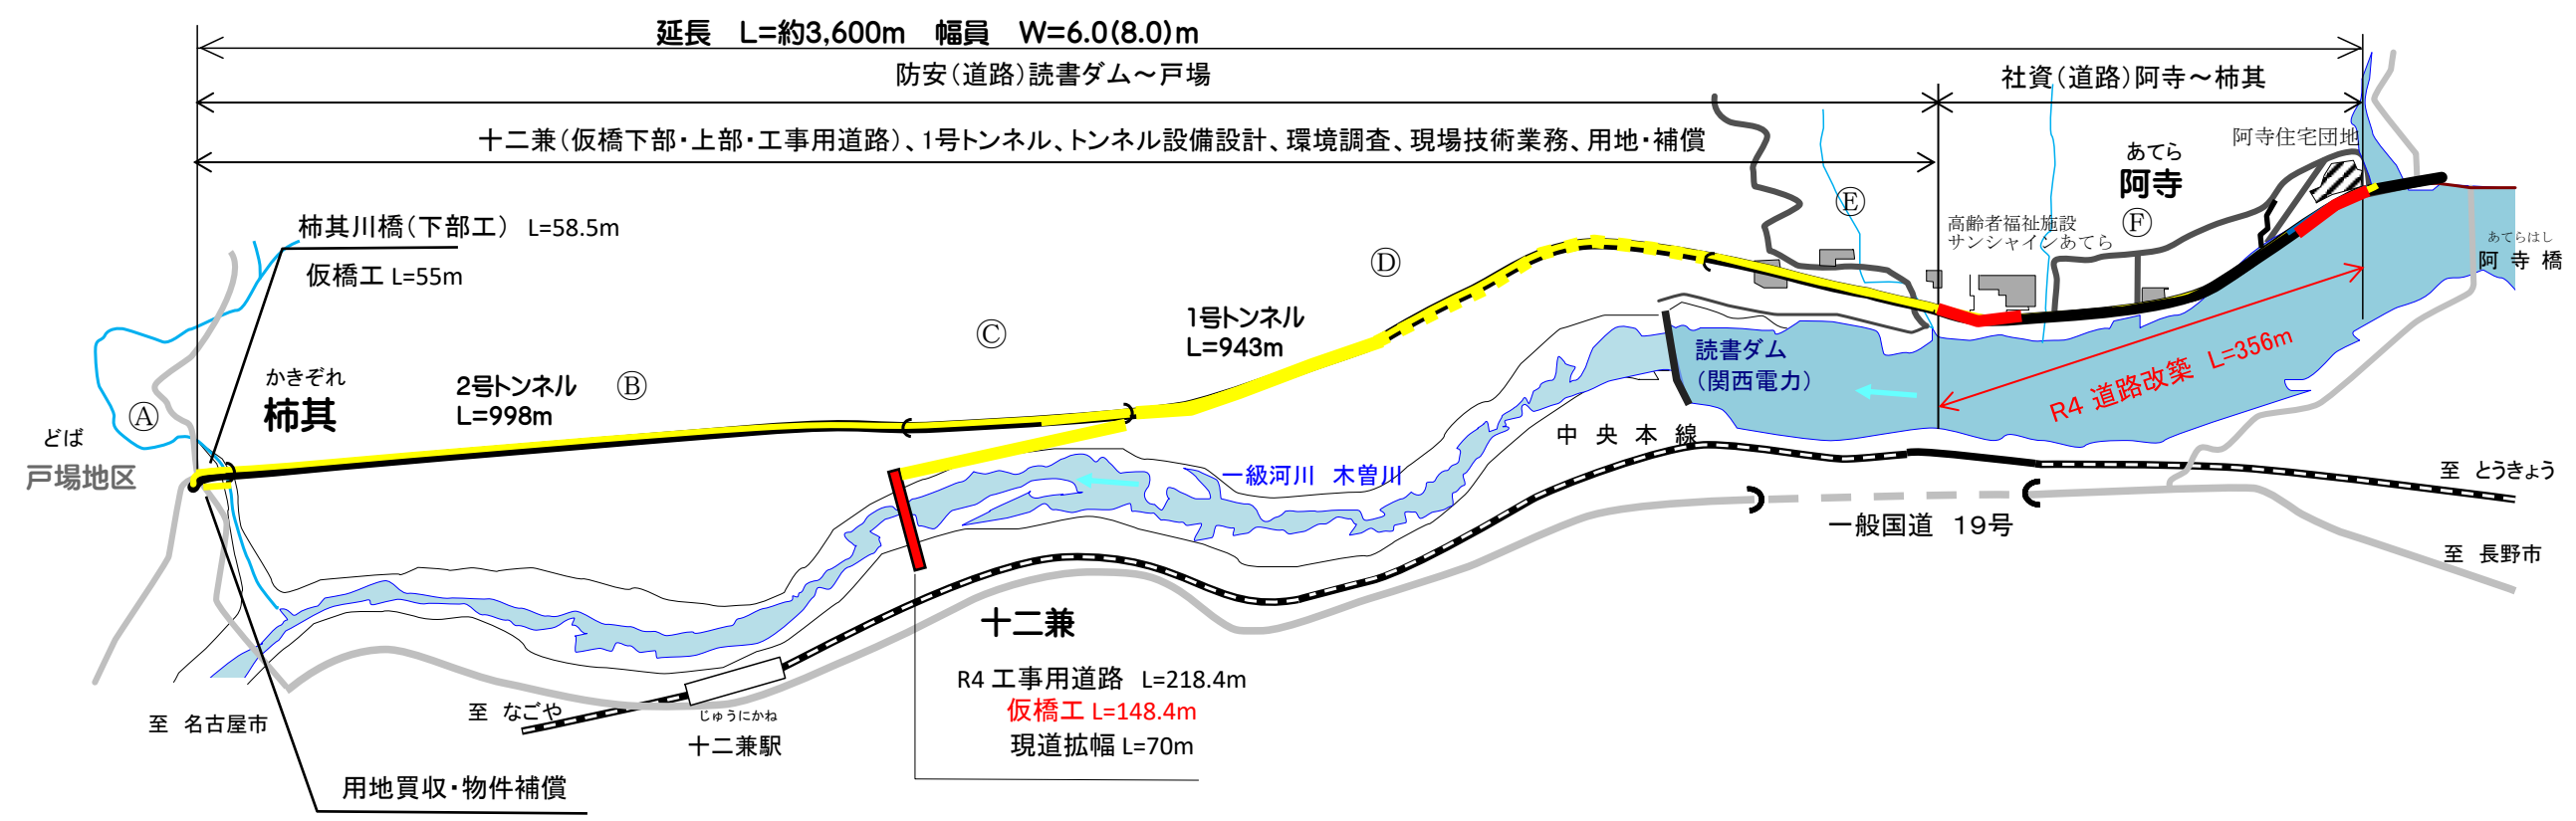 延長　L=約3,600m　幅員　W=6.0(8.0)m
防安(道路)読書ダム～戸場
社資(道路)阿寺～柿其
十二兼(仮橋下部・上部・工事用道路)、1号トンネル、トンネル設備設計、環境調査、現場技術業務、用地・補償
阿寺住宅団地
あてら
阿寺
Ⓔ
Ⓕ
高齢者福祉施設
サンシャインあてら
あてらはし
阿寺橋
柿其川橋(下部工)　L=58.5m
仮橋工 L=55m
Ⓓ
Ⓒ
1号トンネル
L=943m
読書ダム
(関西電力)
R4 道路改築　L=356m
かきぞれ
柿其
2号トンネル
L=998m
Ⓑ
Ⓐ
どば
戸場地区
中央本線
一級河川　木曽川
至　とうきょう
一般国道　19号
至　長野市
十二兼
R4 工事用道路　L=218.4m
仮橋工 L=148.4m
現道拡幅 L=70m
至　名古屋市
至　なごや
じゅうにかね
十二兼駅
用地買収・物件補償